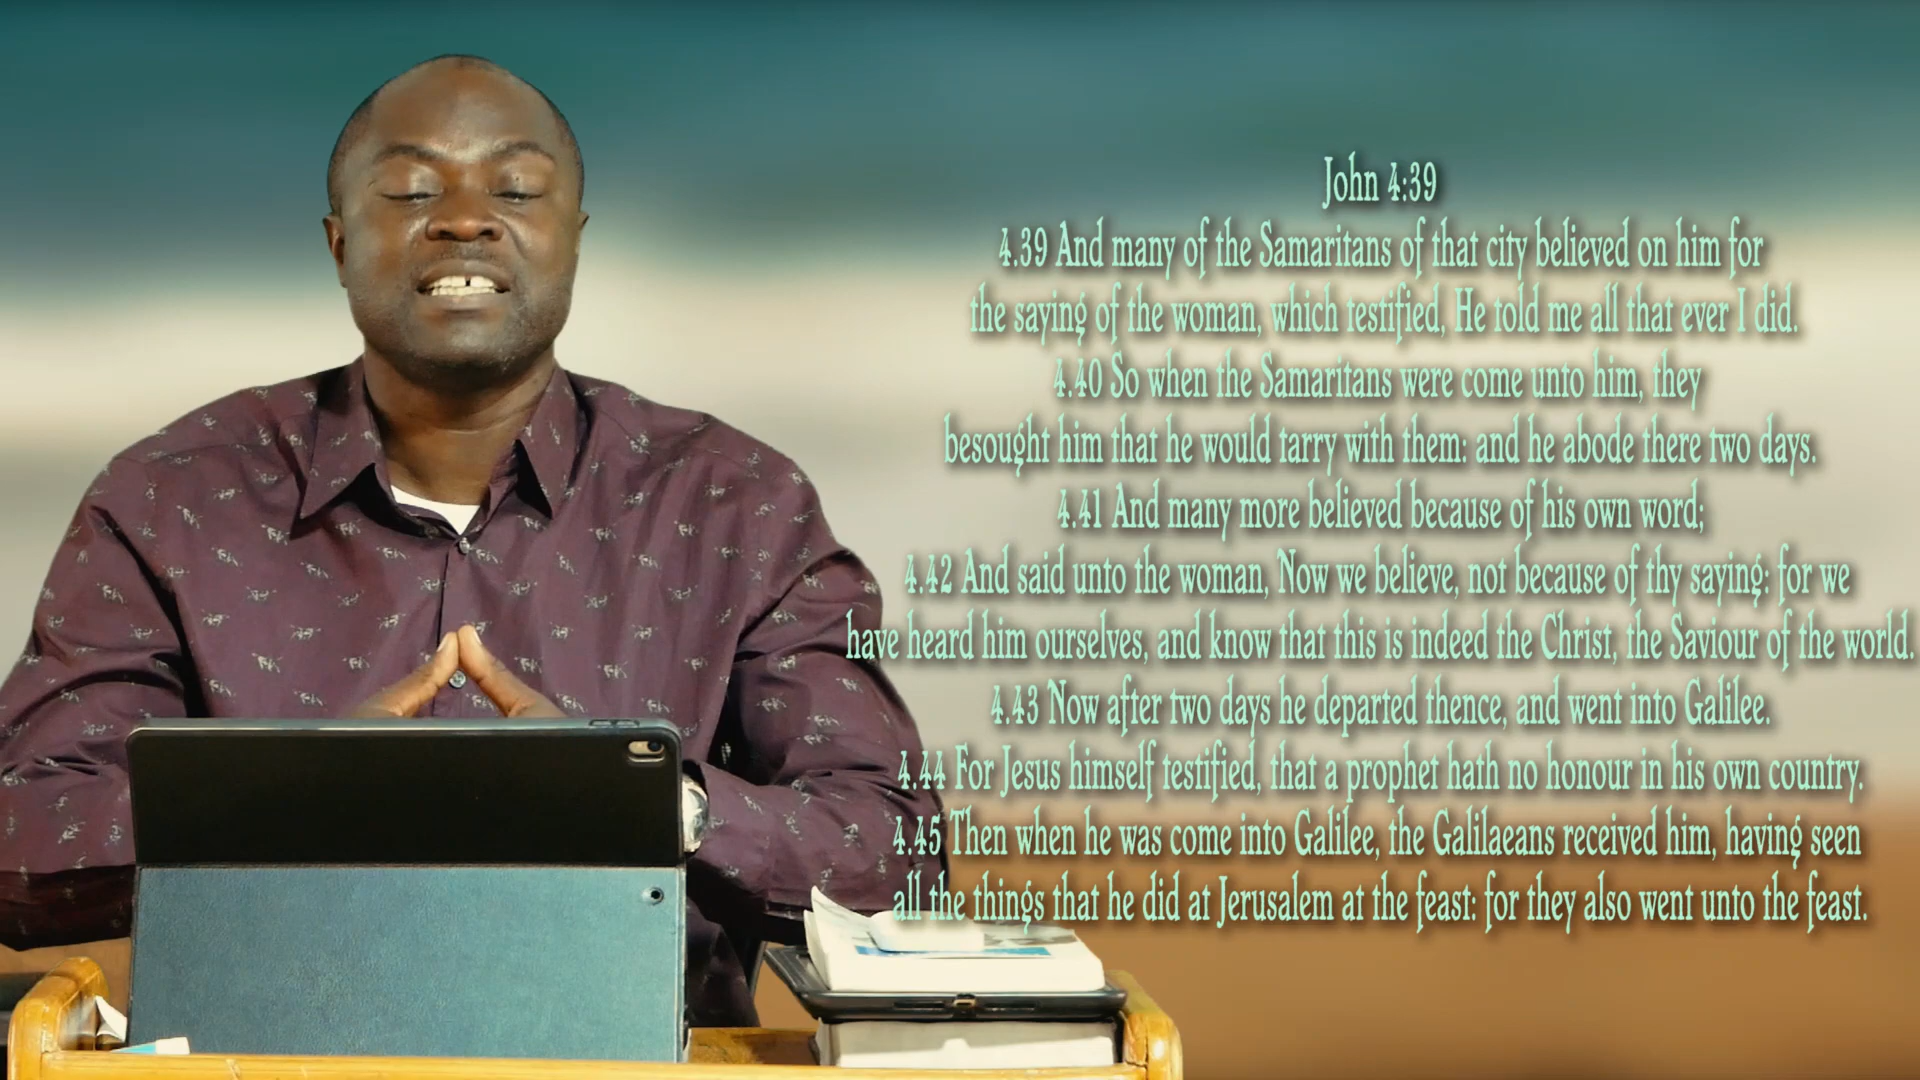 John 4:39
4.39 And many of the Samaritans of that city believed on him for
the saying of the woman, which testified, He told me all that ever I did.
4.40 So when the Samaritans were come unto him, they
besought him that he would tarry with them: and he abode there two days.
4.41 And many more believed because of his own word;
4.42 And said unto the woman, Now we believe, not because of thy saying: for we
have heard him ourselves, and know that this is indeed the Christ, the Saviour of the world.
4.43 Now after two days he departed thence, and went into Galilee.
4.44 For Jesus himself testified, that a prophet hath no honour in his own country.
4.45 Then when he was come into Galilee, the Galilaeans received him, having seen
all the things that he did at Jerusalem at the feast: for they also went unto the feast.